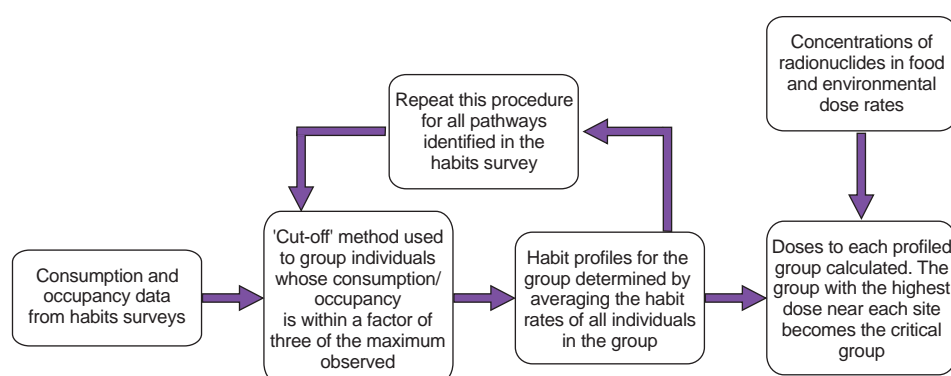 Consumption and
occupancy data
from habits surveys
'Cut-off' method used
to group individuals
whose consumption/
occupancy
is within a factor of
three of the maximum
observed
Repeat this procedure
for all pathways
identified in the
habits survey
Habit profiles for the
group determined by
averaging the habit
rates of all individuals
in the group
Concentrations of
radionuclides in food
and environmental
dose rates
Doses to each profiled
group calculated. The
group with the highest
dose near each site
becomes the critical
group